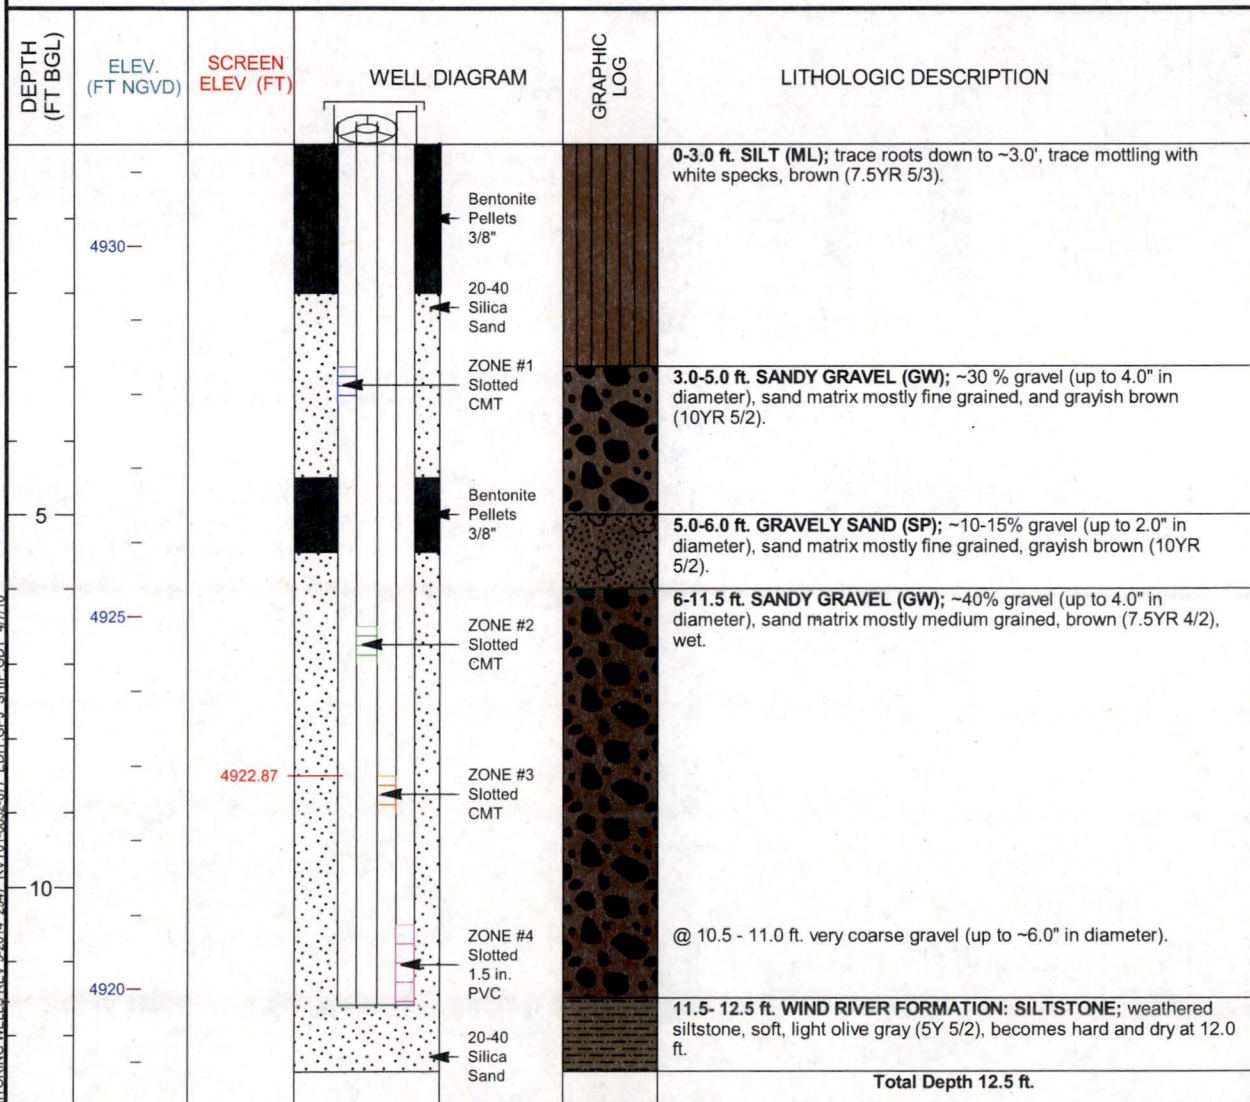 DEPTH
(FT BGL)
ELEV.
(FT NGVD)
SCREEN
ELEV (FT)
WELL DIAGRAM
GRAPHIC
LOG
LITHOLOGIC DESCRIPTION
0-3.0 ft. SILT (ML); trace roots down to ~3.0', trace mottling with
white specks, brown (7.5YR 5/3).
Bentonite
Pellets
3/8"
4930
20-40
Silica
Sand
ZONE #1
Slotted
CMT
3.0-5.0 ft. SANDY GRAVEL (GW); ~30 % gravel (up to 4.0" in
diameter), sand matrix mostly fine grained, and grayish brown
(10YR 5/2).
5
Bentonite
Pellets
3/8"
5.0-6.0 ft. GRAVELY SAND (SP); ~10-15% gravel (up to 2.0" in
diameter), sand matrix mostly fine grained, grayish brown (10YR
5/2).
4925
ZONE #2
Slotted
CMT
6-11.5 ft. SANDY GRAVEL (GW); ~40% gravel (up to 4.0" in
diameter), sand matrix mostly medium grained, brown (7.5YR 4/2),
wet.
4922.87
ZONE #3
Slotted
CMT
10
ZONE #4
Slotted
1.5 in.
PVC
@ 10.5 - 11.0 ft. very coarse gravel (up to ~6.0" in diameter).
4920
11.5- 12.5 ft. WIND RIVER FORMATION: SILTSTONE; weathered
siltstone, soft, light olive gray (5Y 5/2), becomes hard and dry at 12.0
ft.
20-40
Silica
Sand
Total Depth 12.5 ft.